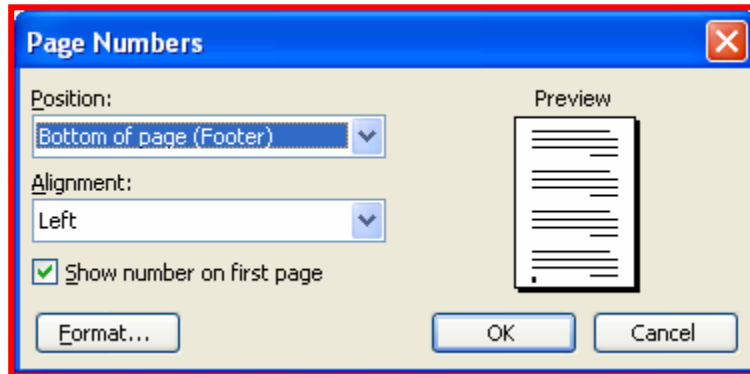 Page Numbers
Position:
Preview
Bottom of page (Footer)
Alignment:
Left
Show number on first page
Format...
OK
Cancel